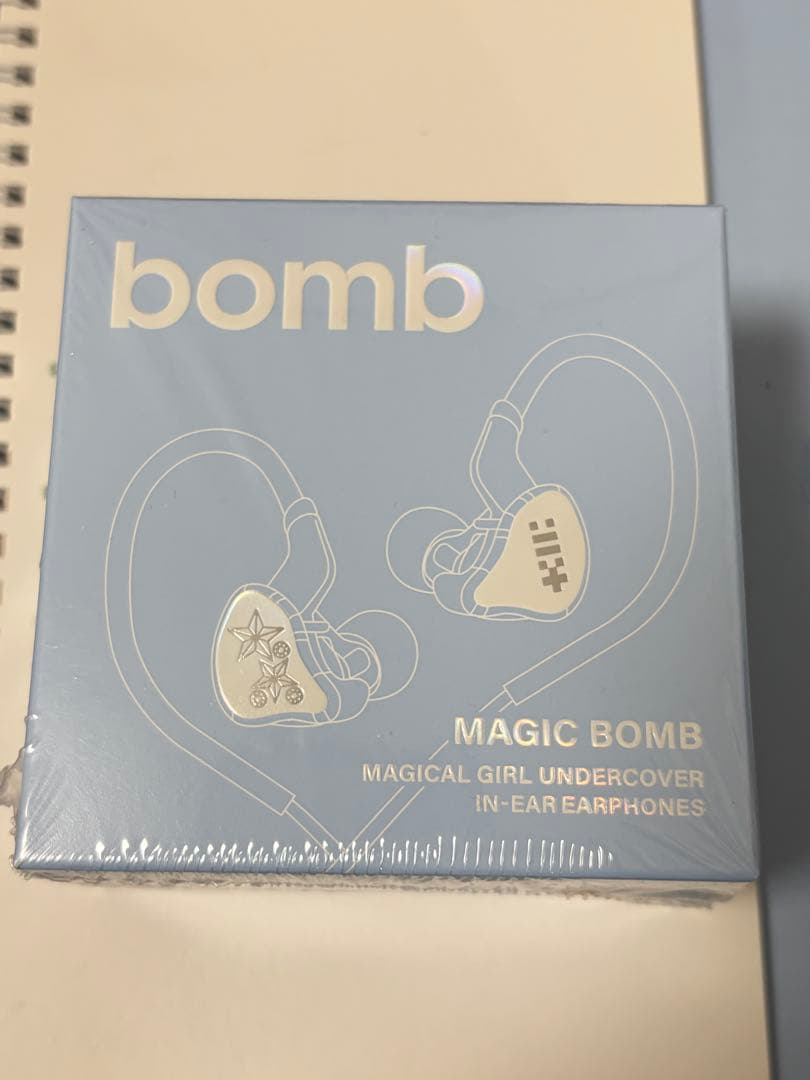 bomb
MAGIC BOMB
MAGICAL GIRL UNDERCOVER
IN-EAR EARPHONES